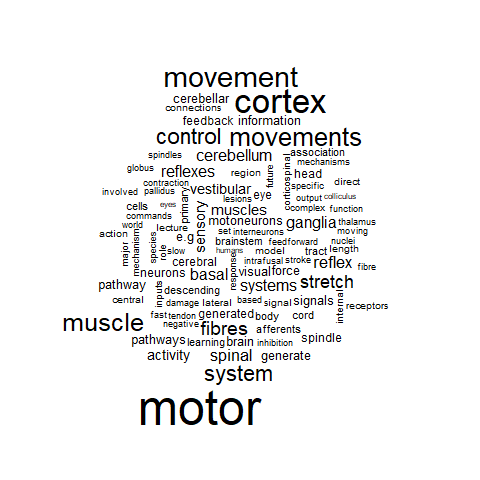 movement
cerebellar cortex
connections
feedback information
control movements
spindles cerebellum association
mechanisms
globus reflexes region future corticospinal head
contraction specific direct
involved pallidus primary vestibular lesions eye output colliculus
cells eyes muscles complex function
commands motoneurons ganglia thalamus
world lecture sensory set interneurons moving
action major mechanism species role e.g brainstem feedforward nuclei
slow humans model tract length
cerebral response intrafusal stroke reflex
neurons basal visual force fibre
pathway inputs descending systems stretch
central damage lateral based signal signals internal receptors
fast tendon generated body cord
muscle negative fibres afferents
pathways learning brain inhibition spindle
activity spinal generate
system
motor